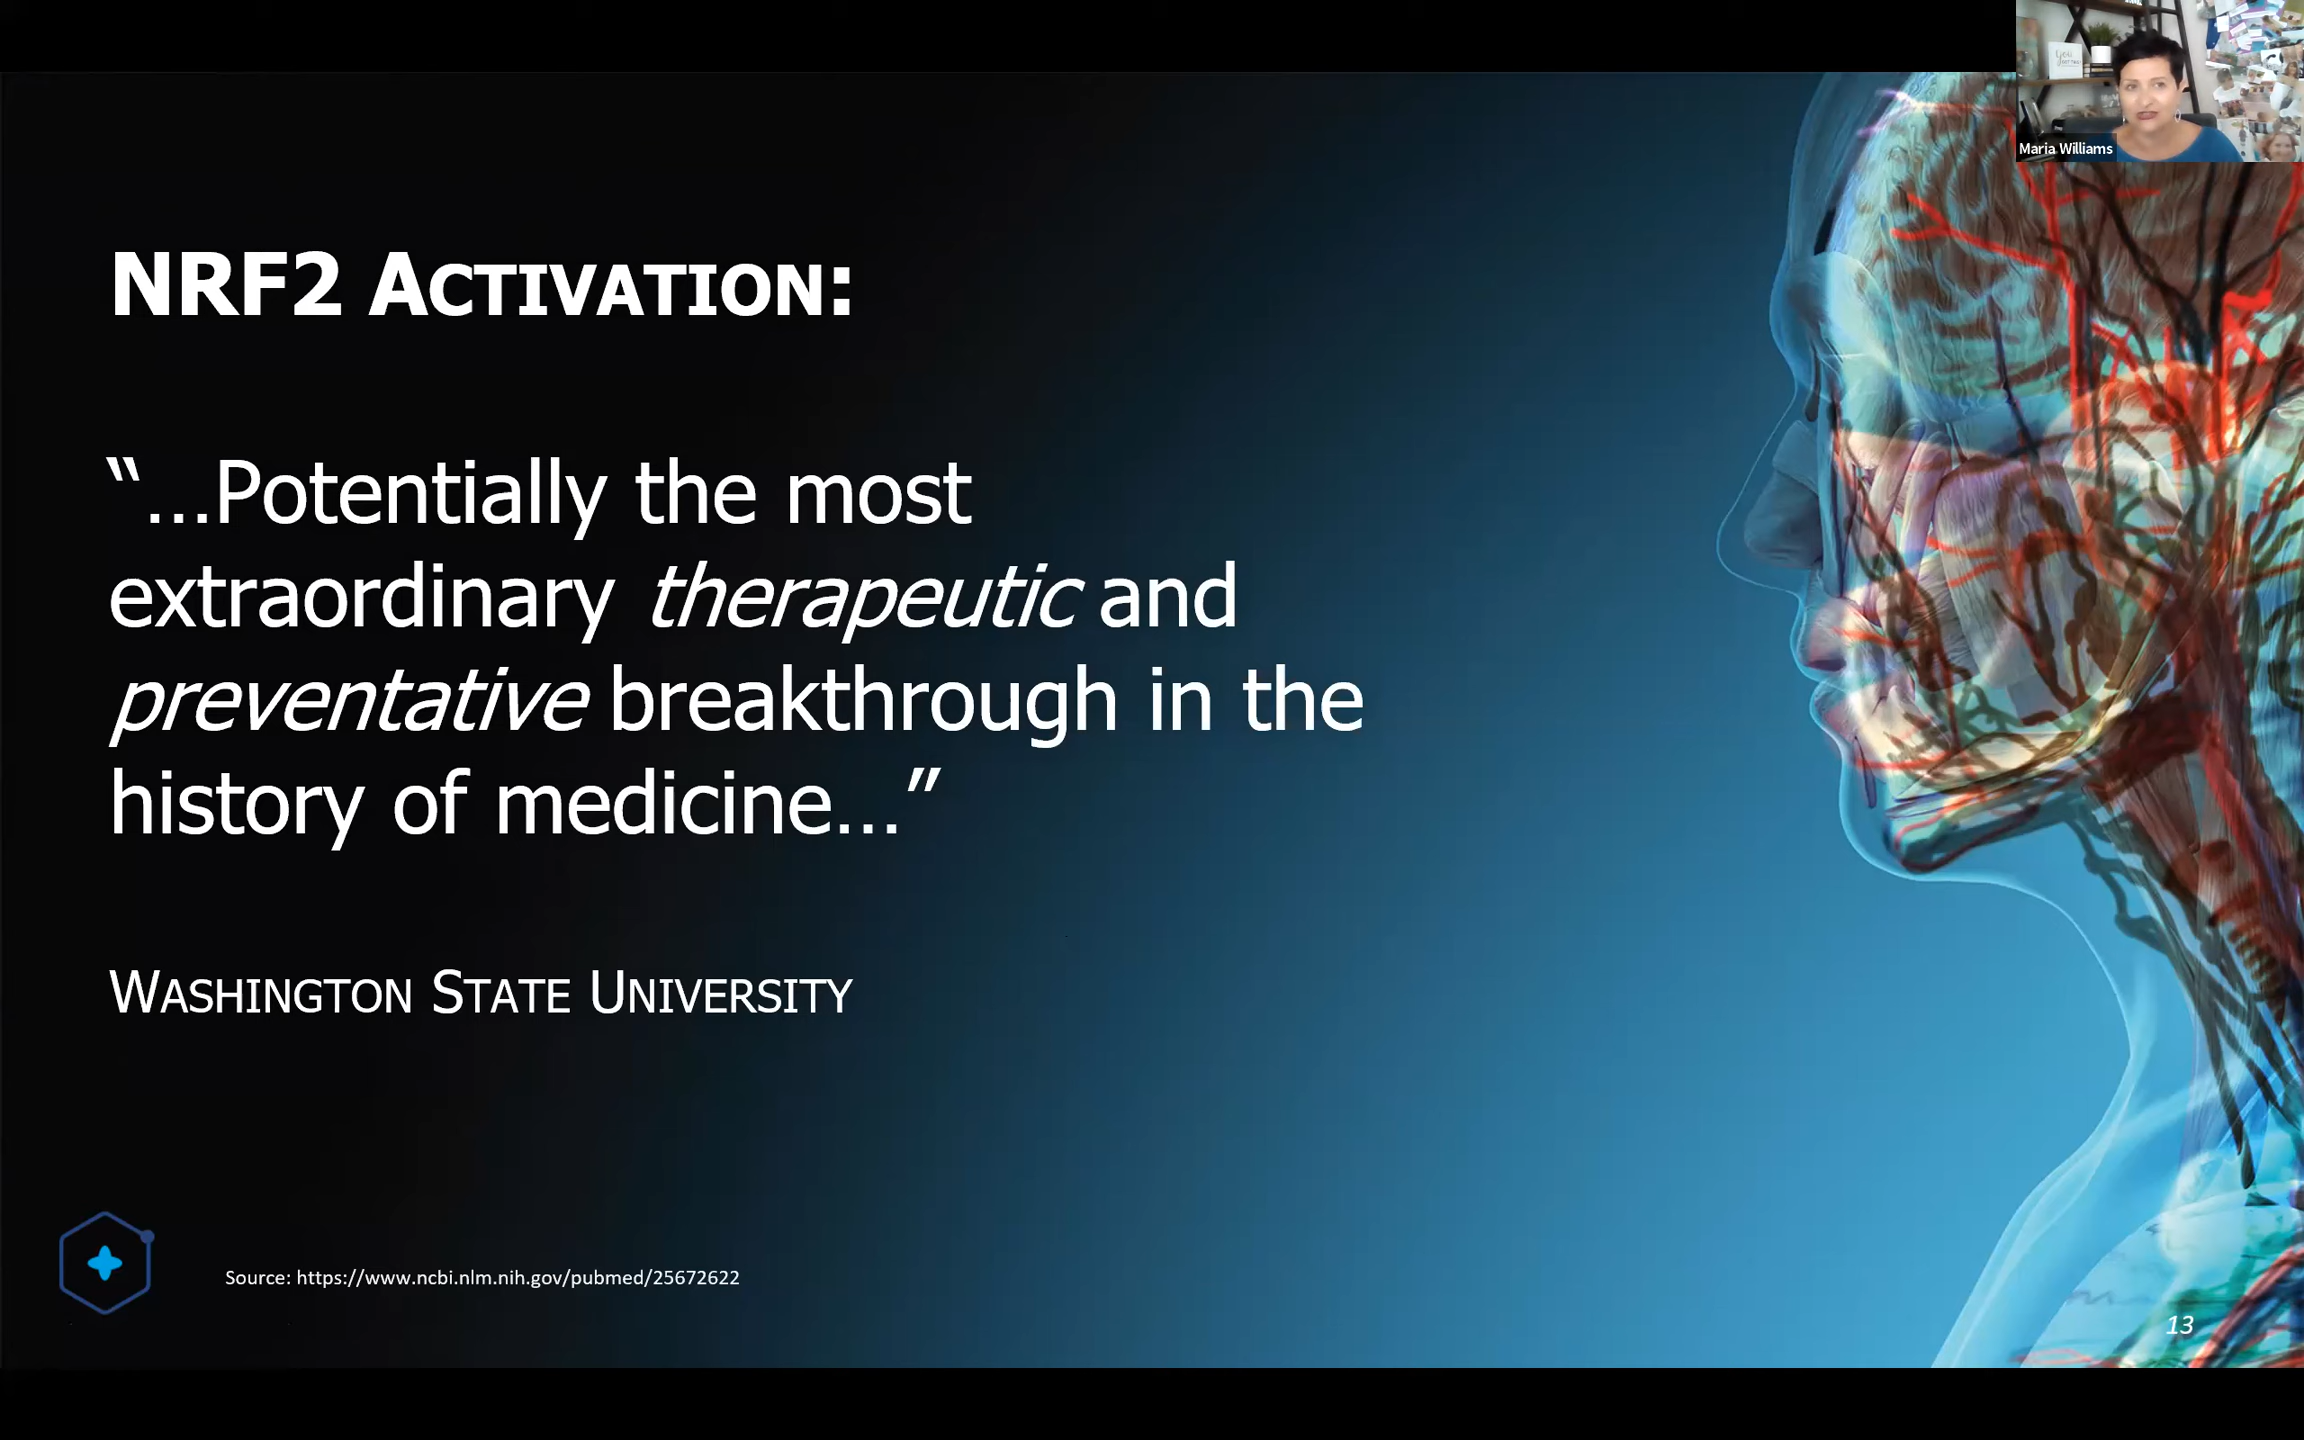 Maria Williams
NRF2 ACTIVATION:
“…Potentially the most
extraordinary therapeutic and
preventative breakthrough in the
history of medicine…”
WASHINGTON STATE UNIVERSITY
Source: https://www.ncbi.nlm.nih.gov/pubmed/25672622
13